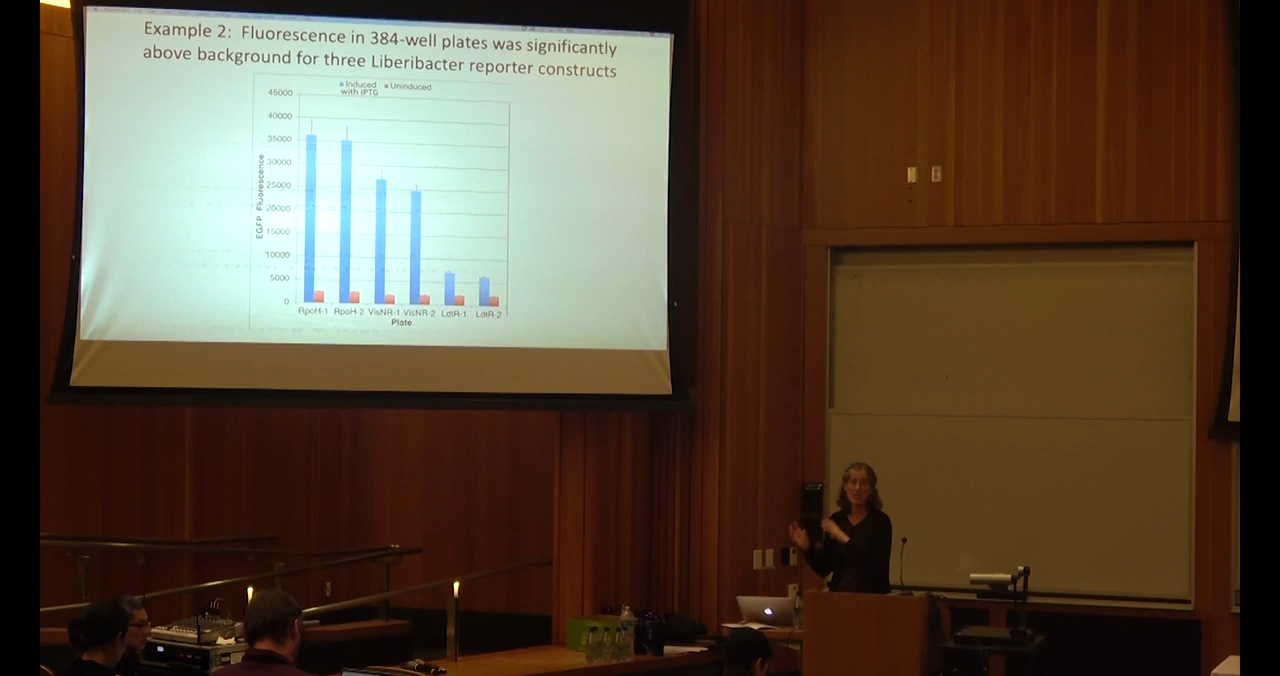 Example 2: Fluorescence in 384-well plates was significantly
above background for three Liberibacter reporter constructs
Induced with IPTG
Uninduced
45000
40000
35000
30000
25000
20000
15000
10000
5000
0
EGFP Fluorescence
RpoH-1 RpoH-2 VisNR-1 VisNR-2 LdtR-1 LdtR-2
Plate